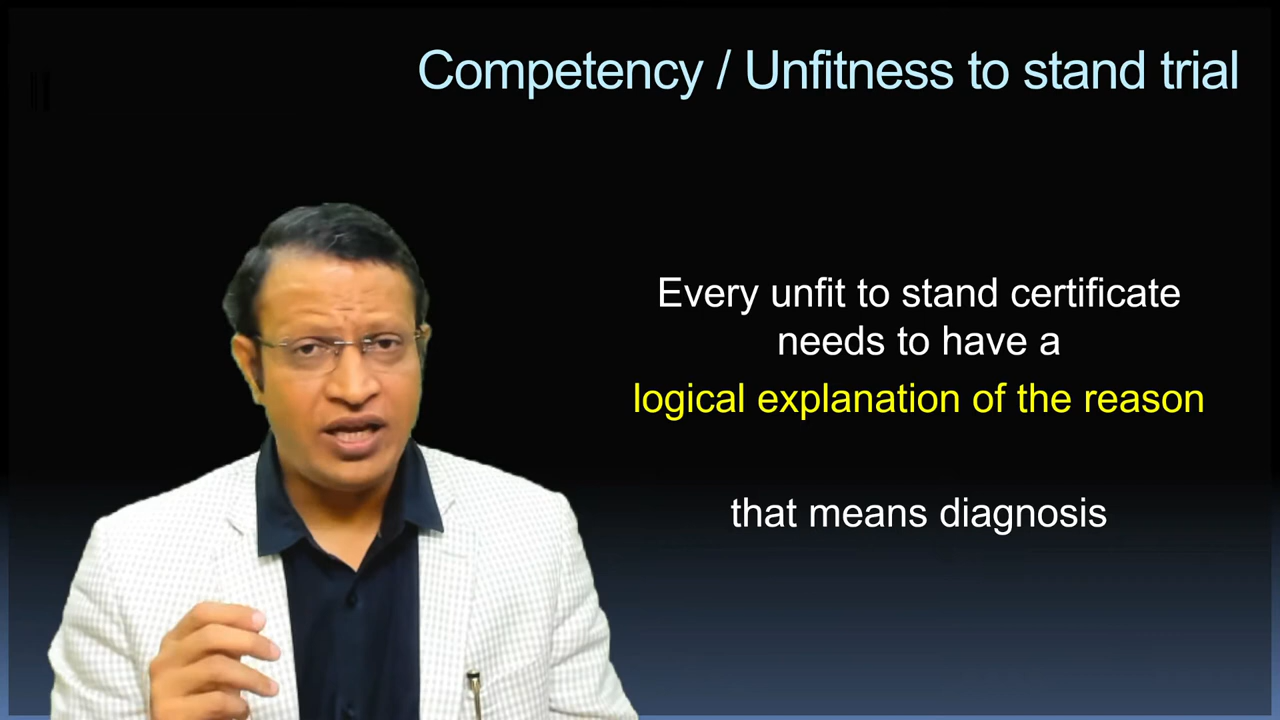 Competency / Unfitness to stand trial
Every unfit to stand certificate
needs to have a
logical explanation of the reason
that means diagnosis